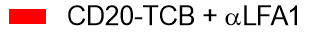 CD20-TCB + αLFA1